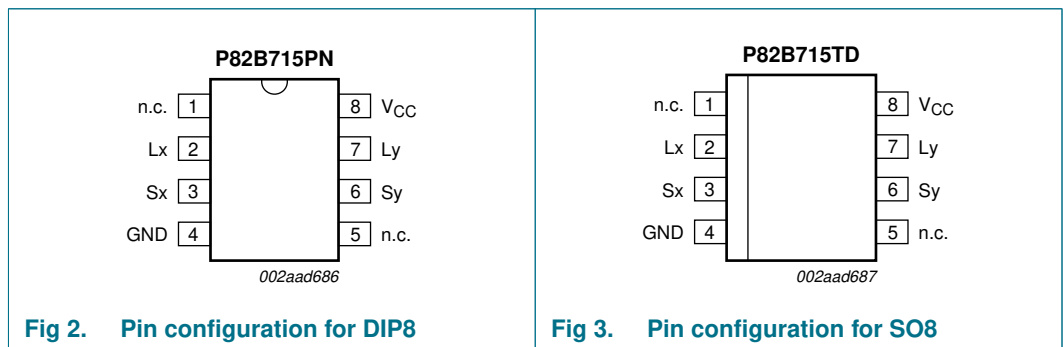 P82B715PN
n.c. 1 8 VCC
Lx 2 7 Ly
Sx 3 6 Sy
GND 4 5 n.c.
002aad686
Fig 2. Pin configuration for DIP8
P82B715TD
n.c. 1 8 VCC
Lx 2 7 Ly
Sx 3 6 Sy
GND 4 5 n.c.
002aad687
Fig 3. Pin configuration for SO8